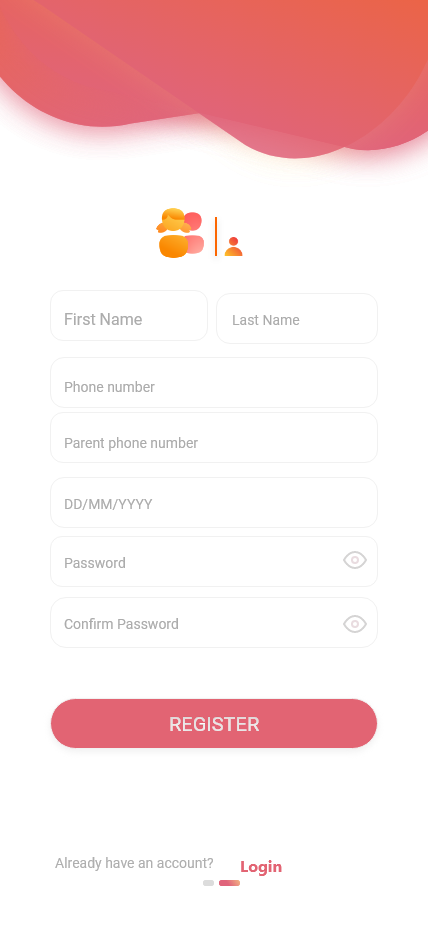 First Name
Last Name
Phone number
Parent phone number
DD/MM/YYYY
Password
Confirm Password
REGISTER
Already have an account? Login